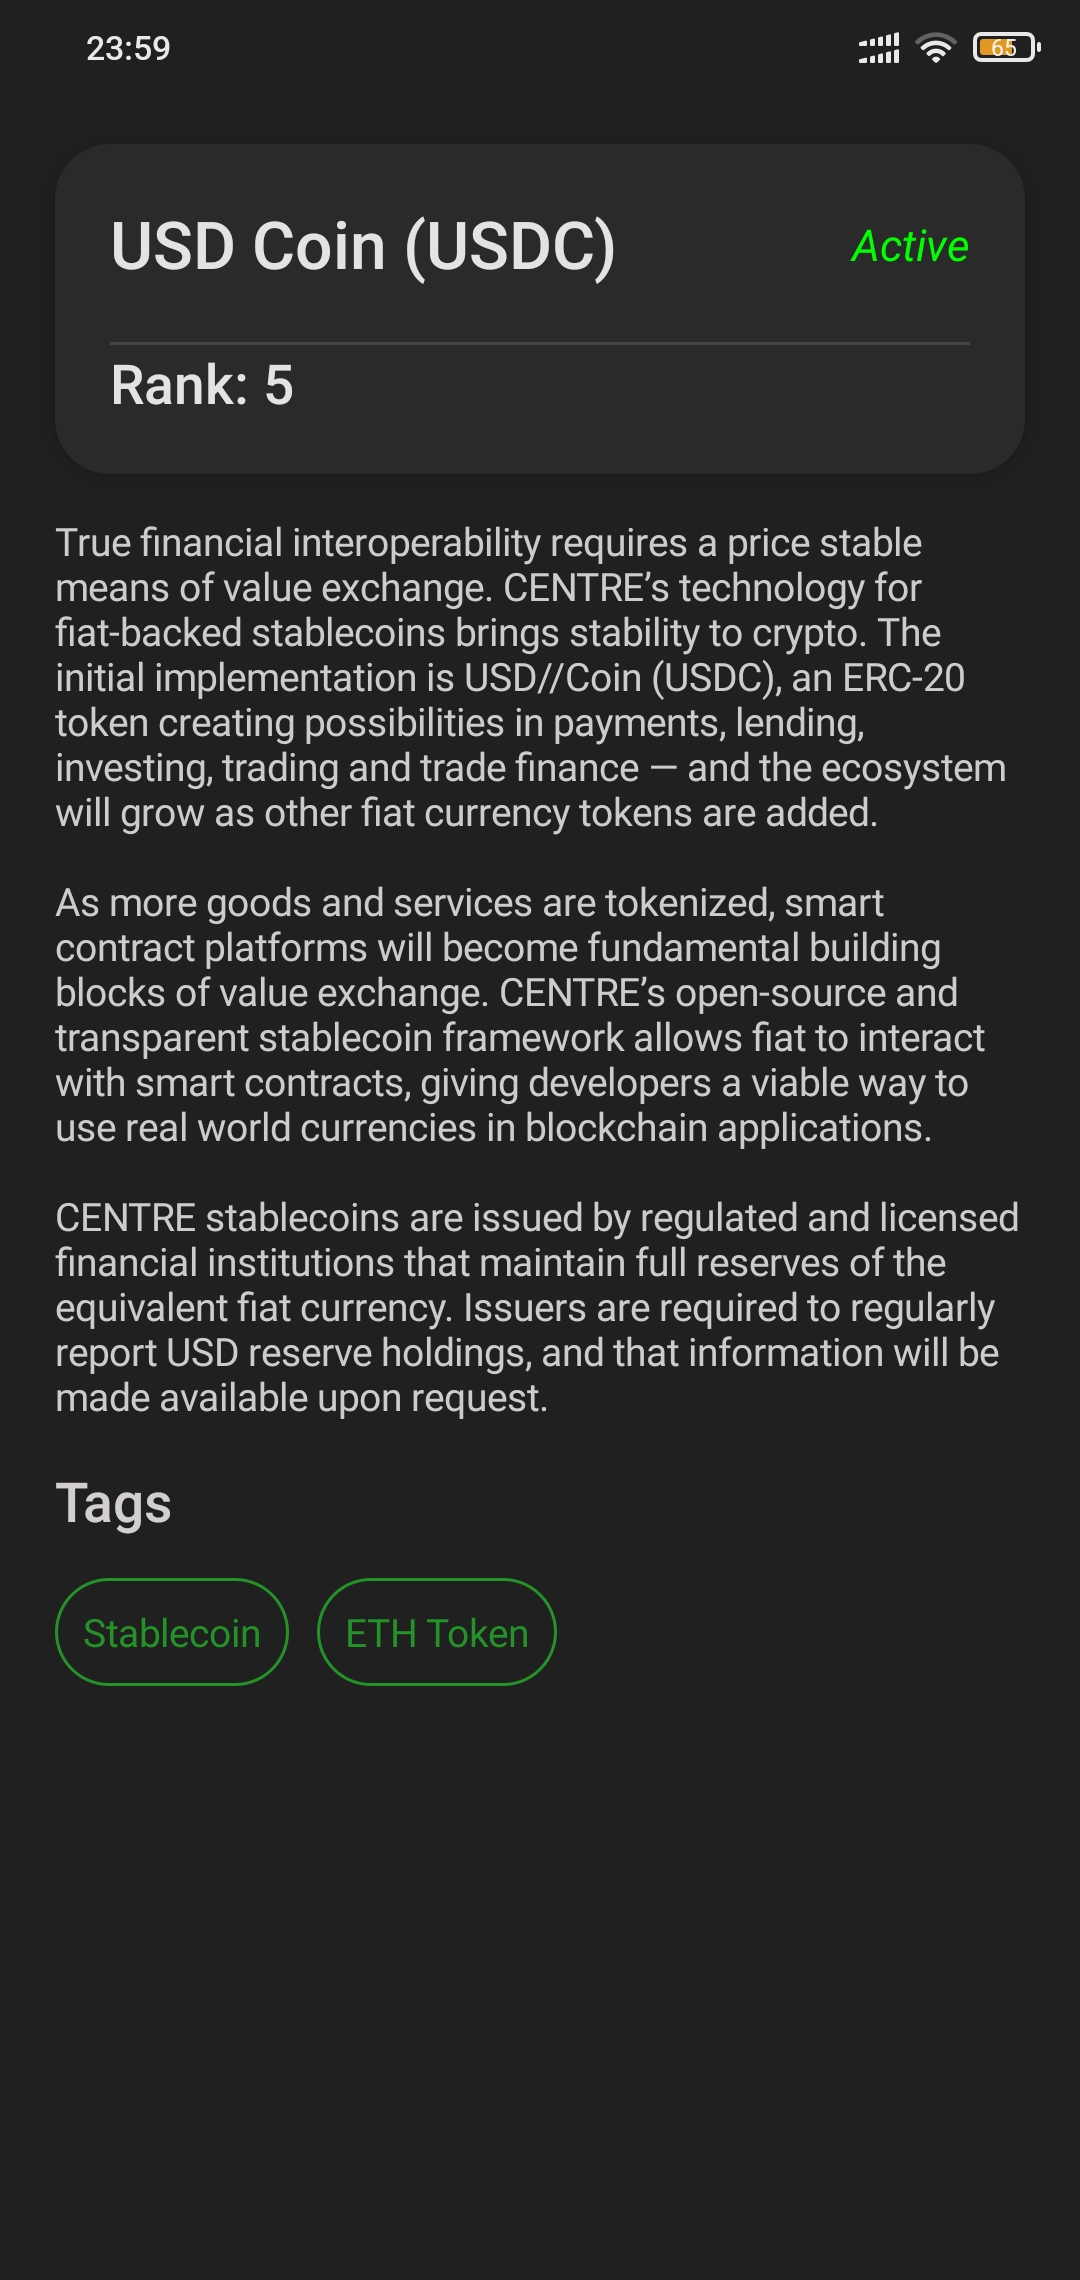 23:59
65
USD Coin (USDC)
Active
Rank: 5
True financial interoperability requires a price stable
means of value exchange. CENTRE’s technology for
fiat-backed stablecoins brings stability to crypto. The
initial implementation is USD//Coin (USDC), an ERC-20
token creating possibilities in payments, lending,
investing, trading and trade finance — and the ecosystem
will grow as other fiat currency tokens are added.
As more goods and services are tokenized, smart
contract platforms will become fundamental building
blocks of value exchange. CENTRE’s open-source and
transparent stablecoin framework allows fiat to interact
with smart contracts, giving developers a viable way to
use real world currencies in blockchain applications.
CENTRE stablecoins are issued by regulated and licensed
financial institutions that maintain full reserves of the
equivalent fiat currency. Issuers are required to regularly
report USD reserve holdings, and that information will be
made available upon request.
Tags
Stablecoin
ETH Token